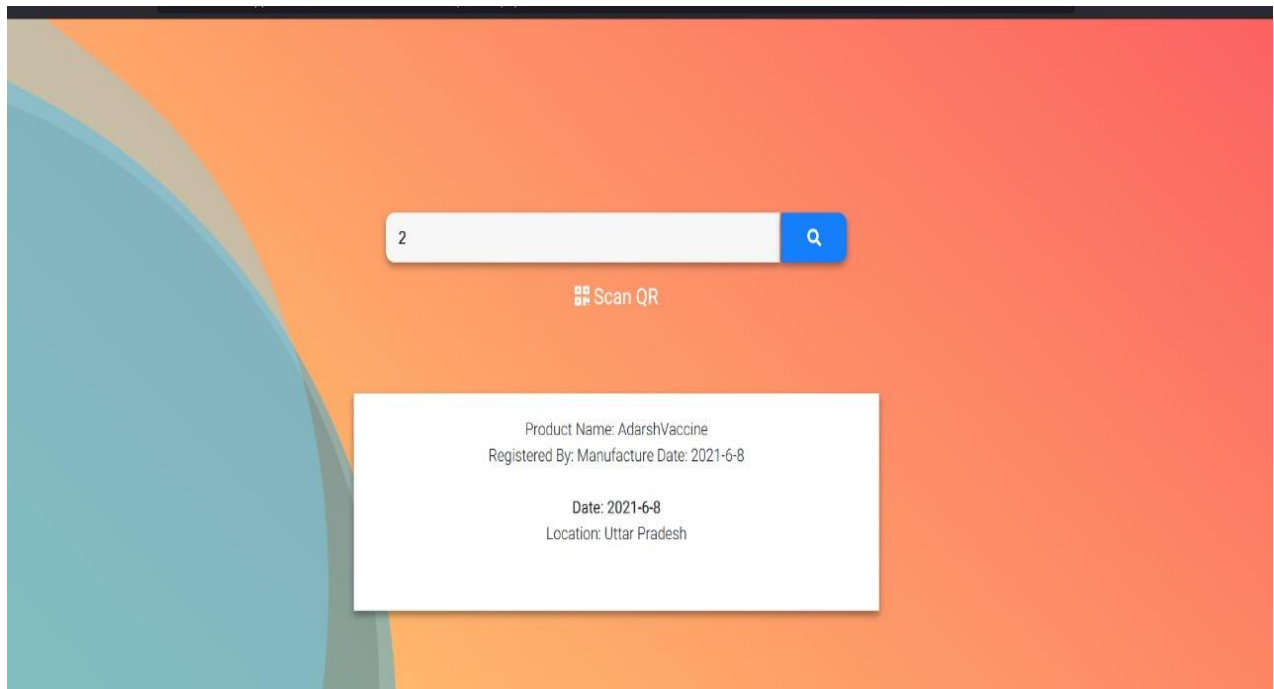 2
Scan QR
Product Name: AdarshVaccine
Registered By: Manufacture Date: 2021-6-8
Date: 2021-6-8
Location: Uttar Pradesh